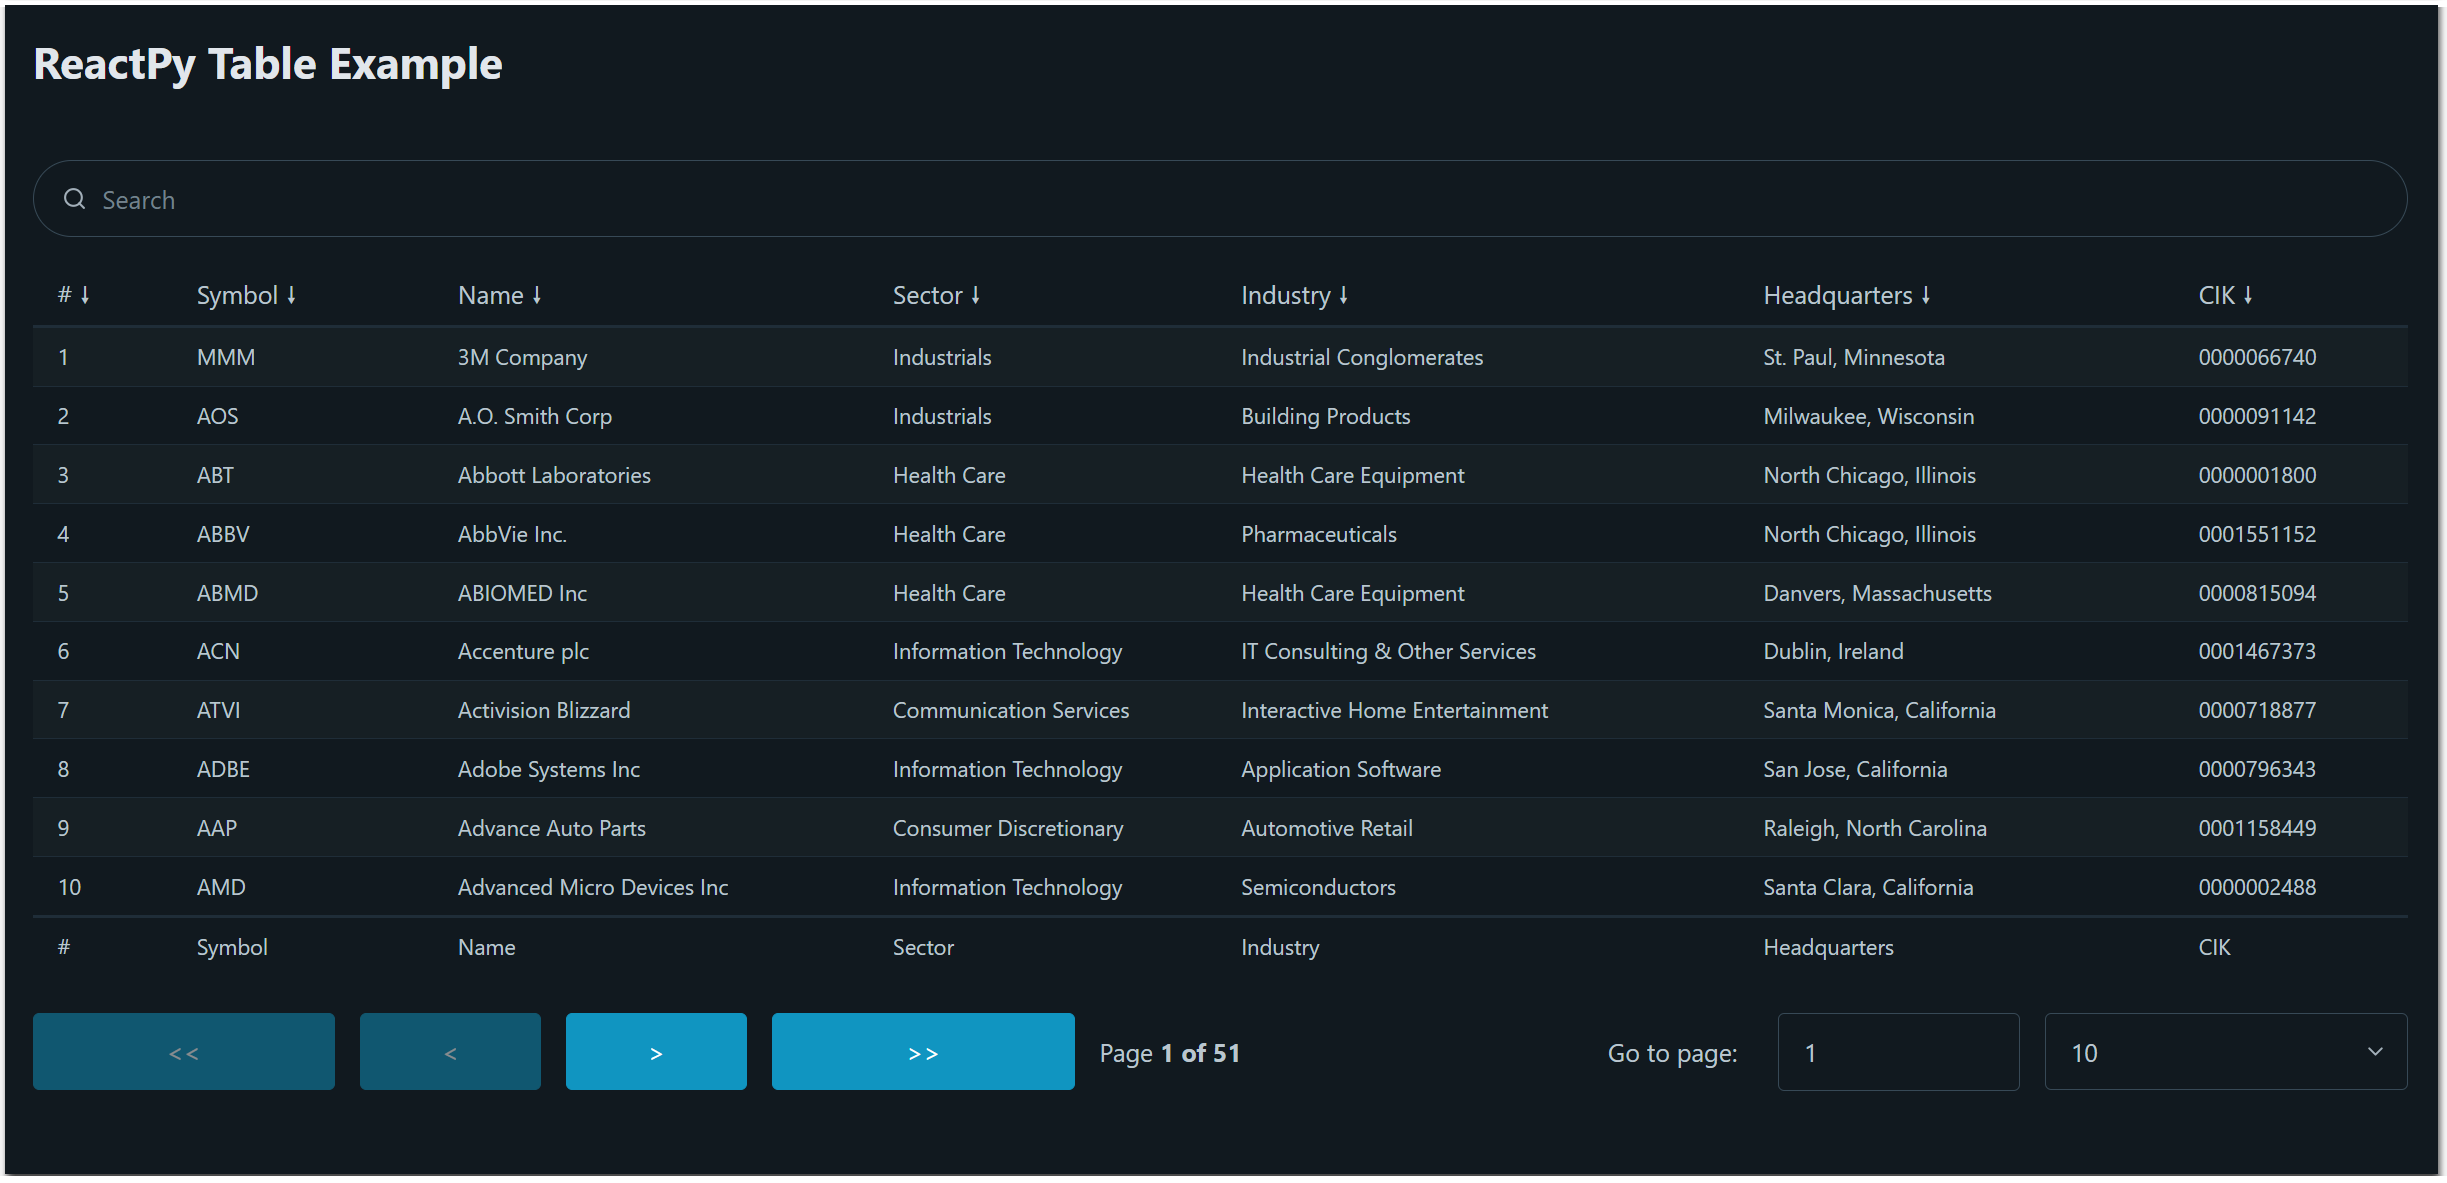 ReactPy Table Example
Search
# ↓ Symbol ↓ Name ↓ Sector ↓ Industry ↓ Headquarters ↓ CIK ↓
1 MMM 3M Company Industrials Industrial Conglomerates St. Paul, Minnesota 0000066740
2 AOS A.O. Smith Corp Industrials Building Products Milwaukee, Wisconsin 0000091142
3 ABT Abbott Laboratories Health Care Health Care Equipment North Chicago, Illinois 0000001800
4 ABBV AbbVie Inc. Health Care Pharmaceuticals North Chicago, Illinois 0001551152
5 ABMD ABIOMED Inc Health Care Health Care Equipment Danvers, Massachusetts 0000815094
6 ACN Accenture plc Information Technology IT Consulting & Other Services Dublin, Ireland 0001467373
7 ATVI Activision Blizzard Communication Services Interactive Home Entertainment Santa Monica, California 0000718877
8 ADBE Adobe Systems Inc Information Technology Application Software San Jose, California 0000796343
9 AAP Advance Auto Parts Consumer Discretionary Automotive Retail Raleigh, North Carolina 0001158449
10 AMD Advanced Micro Devices Inc Information Technology Semiconductors Santa Clara, California 0000002488
# Symbol Name Sector Industry Headquarters CIK
<< < > >> Page 1 of 51 Go to page: 1 10